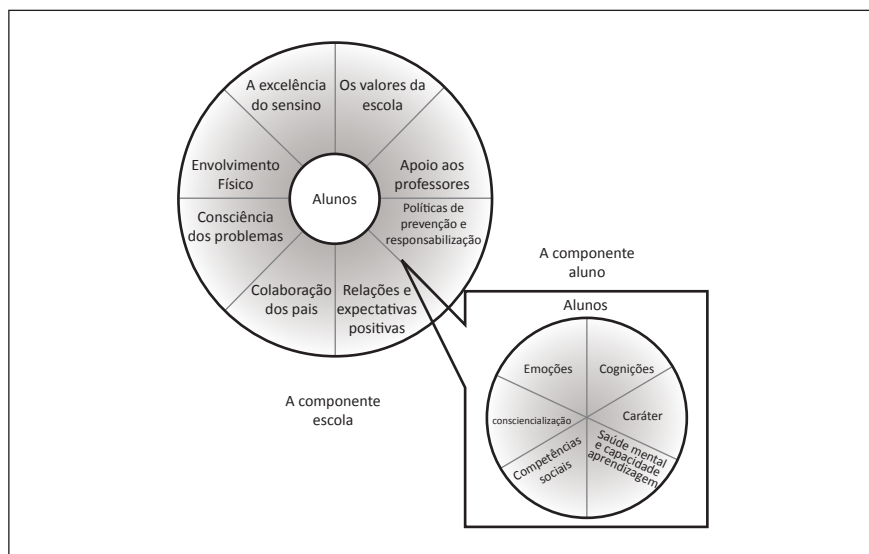 A excelência
do sensino
Os valores da
escola
Envolvimento
Físico
Alunos
Apoio aos
professores
Consciência
dos problemas
Políticas de
prevenção e
responsabilização
Colaboração
dos pais
Relações e
expectativas
positivas
A componente
escola
A componente
aluno
Alunos
Emoções
Cognições
consciencialização
Caráter
Competências
sociais
Saúde mental
e capacidade
aprendizagem